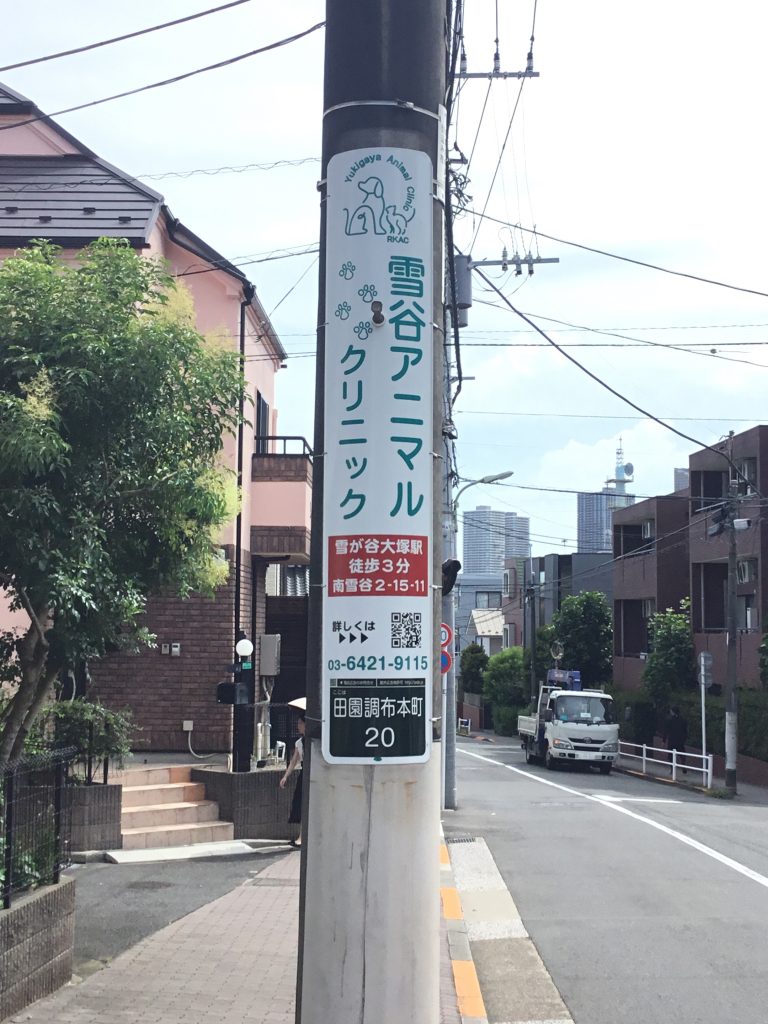 Yukigaya Animal Clinic
RKAC
雪谷アニマル
クリニック
雪が谷大塚駅
徒歩3分
南雪谷2-15-11
詳しくは
03-6421-9115
ここは
田園調布本町
20